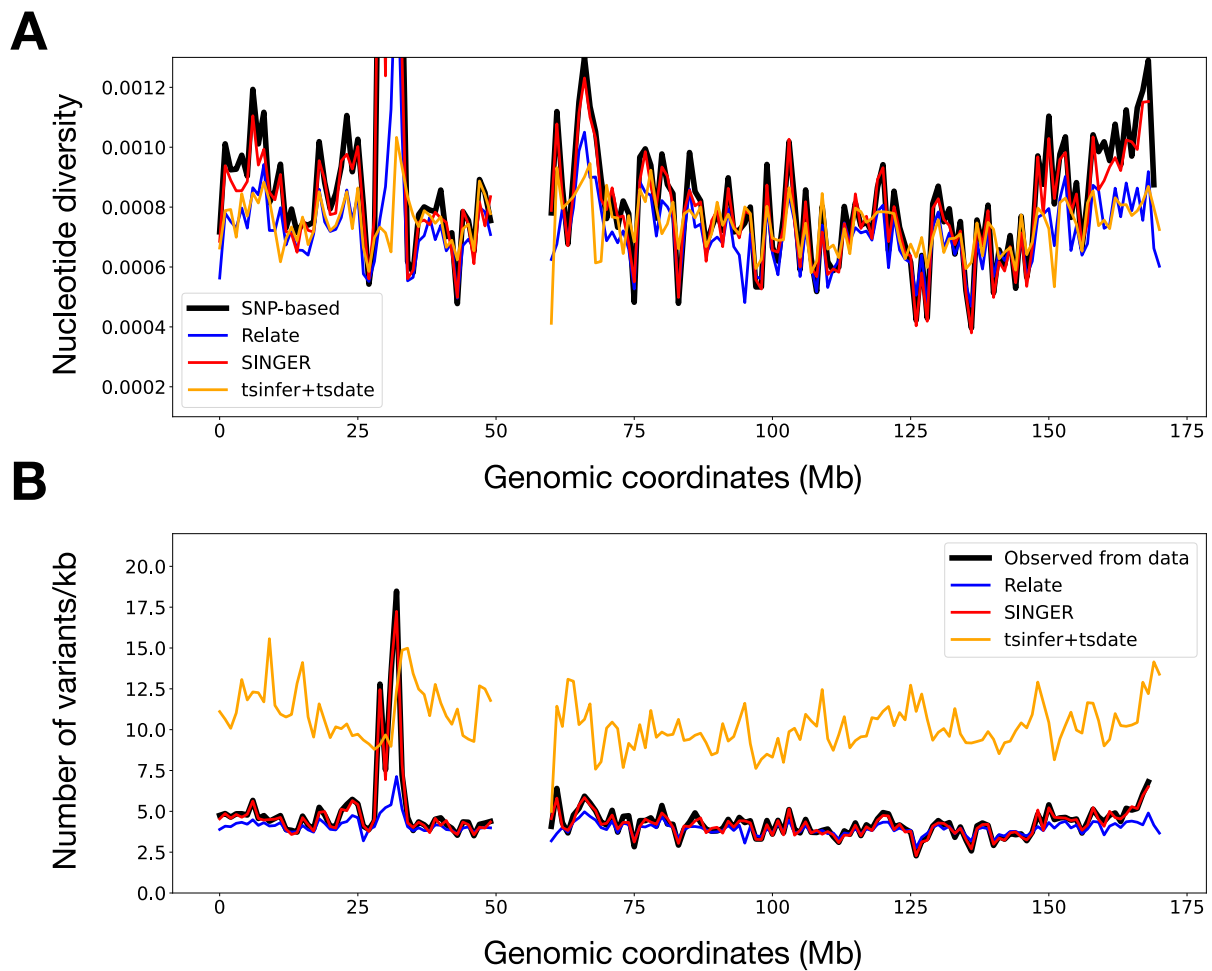 A
Nucleotide diversity
0.0012
0.0010
0.0008
0.0006
0.0004
0.0002
SNP-based
Relate
SINGER
tsinfer+tsdate
0
25
50
75
100
125
150
175
Genomic coordinates (Mb)
B
Number of variants/kb
20.0
17.5
15.0
12.5
10.0
7.5
5.0
2.5
0.0
Observed from data
Relate
SINGER
tsinfer+tsdate
0
25
50
75
100
125
150
175
Genomic coordinates (Mb)